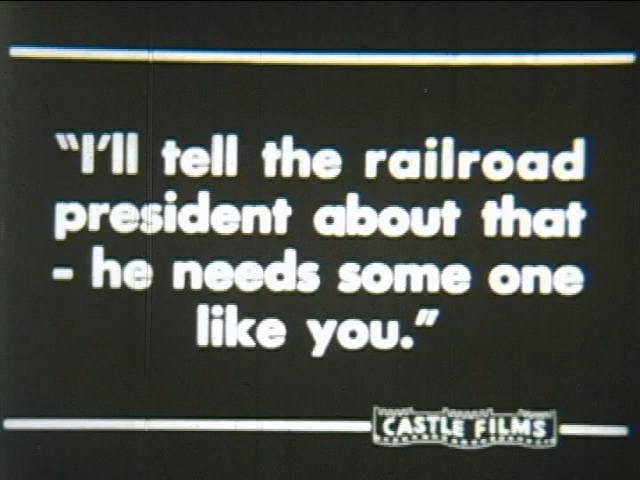 "I'll tell the railroad
president about that
- he needs some one
like you."
CASTLE FILMS